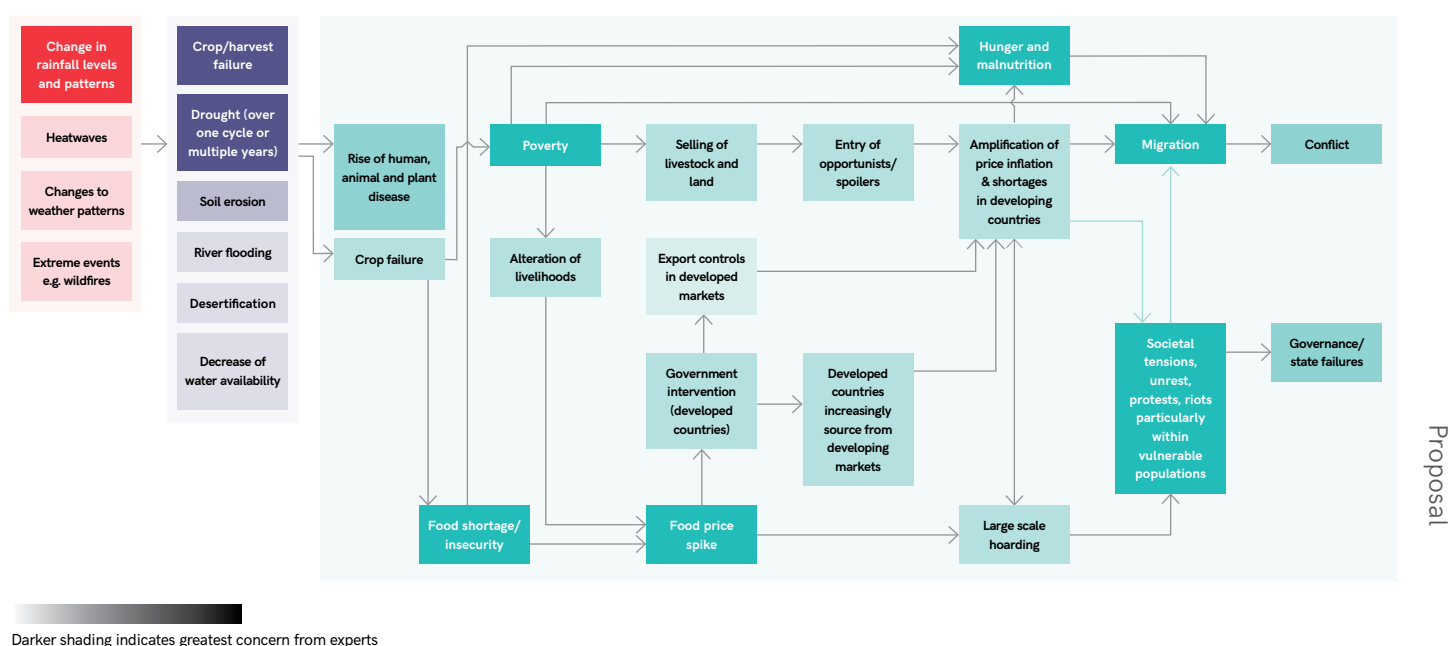 Change in
rainfall levels
and patterns
Heatwaves
Changes to
weather patterns
Extreme events
e.g. wildfires
Crop/harvest
failure
Drought (over
one cycle or
multiple years)
Soil erosion
River flooding
Desertification
Decrease of
water availability
Rise of human,
animal and plant
disease
Crop failure
Food shortage/
insecurity
Poverty
Alteration of
livelihoods
Selling of
livestock and
land
Export controls
in developed
markets
Government
intervention
(developed
countries)
Food price
spike
Entry of
opportunists/
spoilers
Developed
countries
increasingly
source from
developing
markets
Hunger and
malnutrition
Amplification of
price inflation
& shortages
in developing
countries
Large scale
hoarding
Migration
Societal
tensions,
unrest,
protests, riots
particularly
within
vulnerable
populations
Conflict
Governance/
state failures
Proposal
Darker shading indicates greatest concern from experts